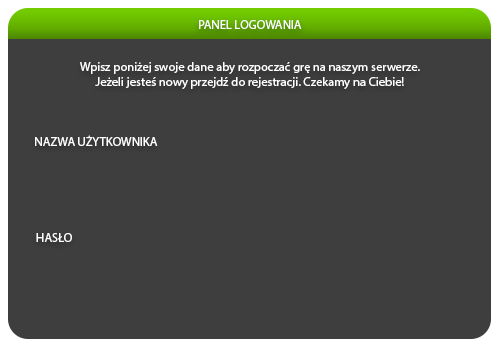 PANEL LOGOWANIA
Wpisz poniżej swoje dane aby rozpoczać grę na naszym serwerze.
Jeżeli jesteś nowy przejdź do rejestracji. Czekamy na Ciebie!
NAZWA UŻYTKOWNIKA
HASŁO